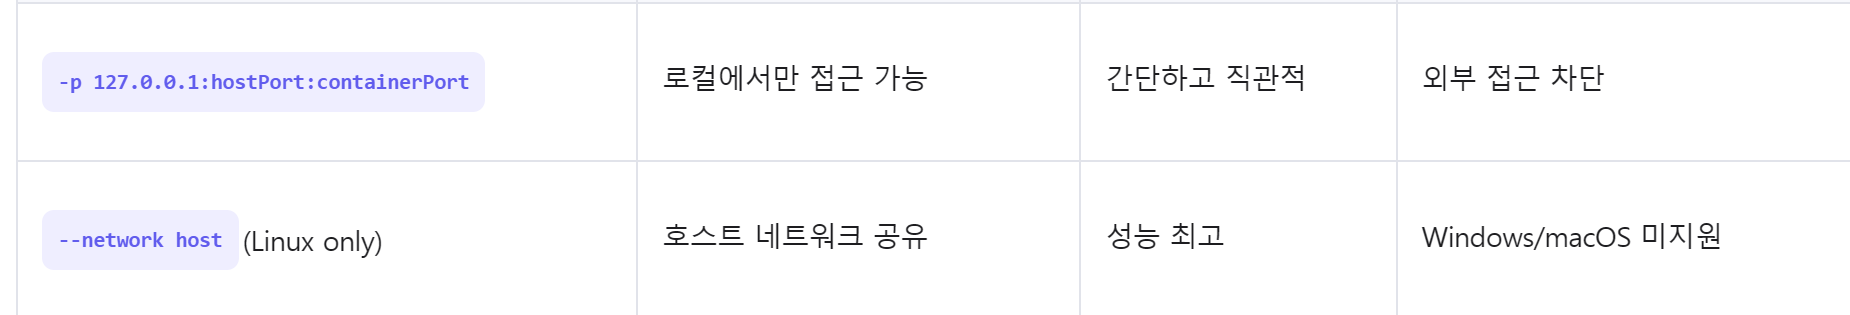 -p 127.0.0.1:hostPort:containerPort 로컬에서만 접근 가능 간단하고 직관적 외부 접근 차단
--network host (Linux only) 호스트 네트워크 공유 성능 최고 Windows/macOS 미지원